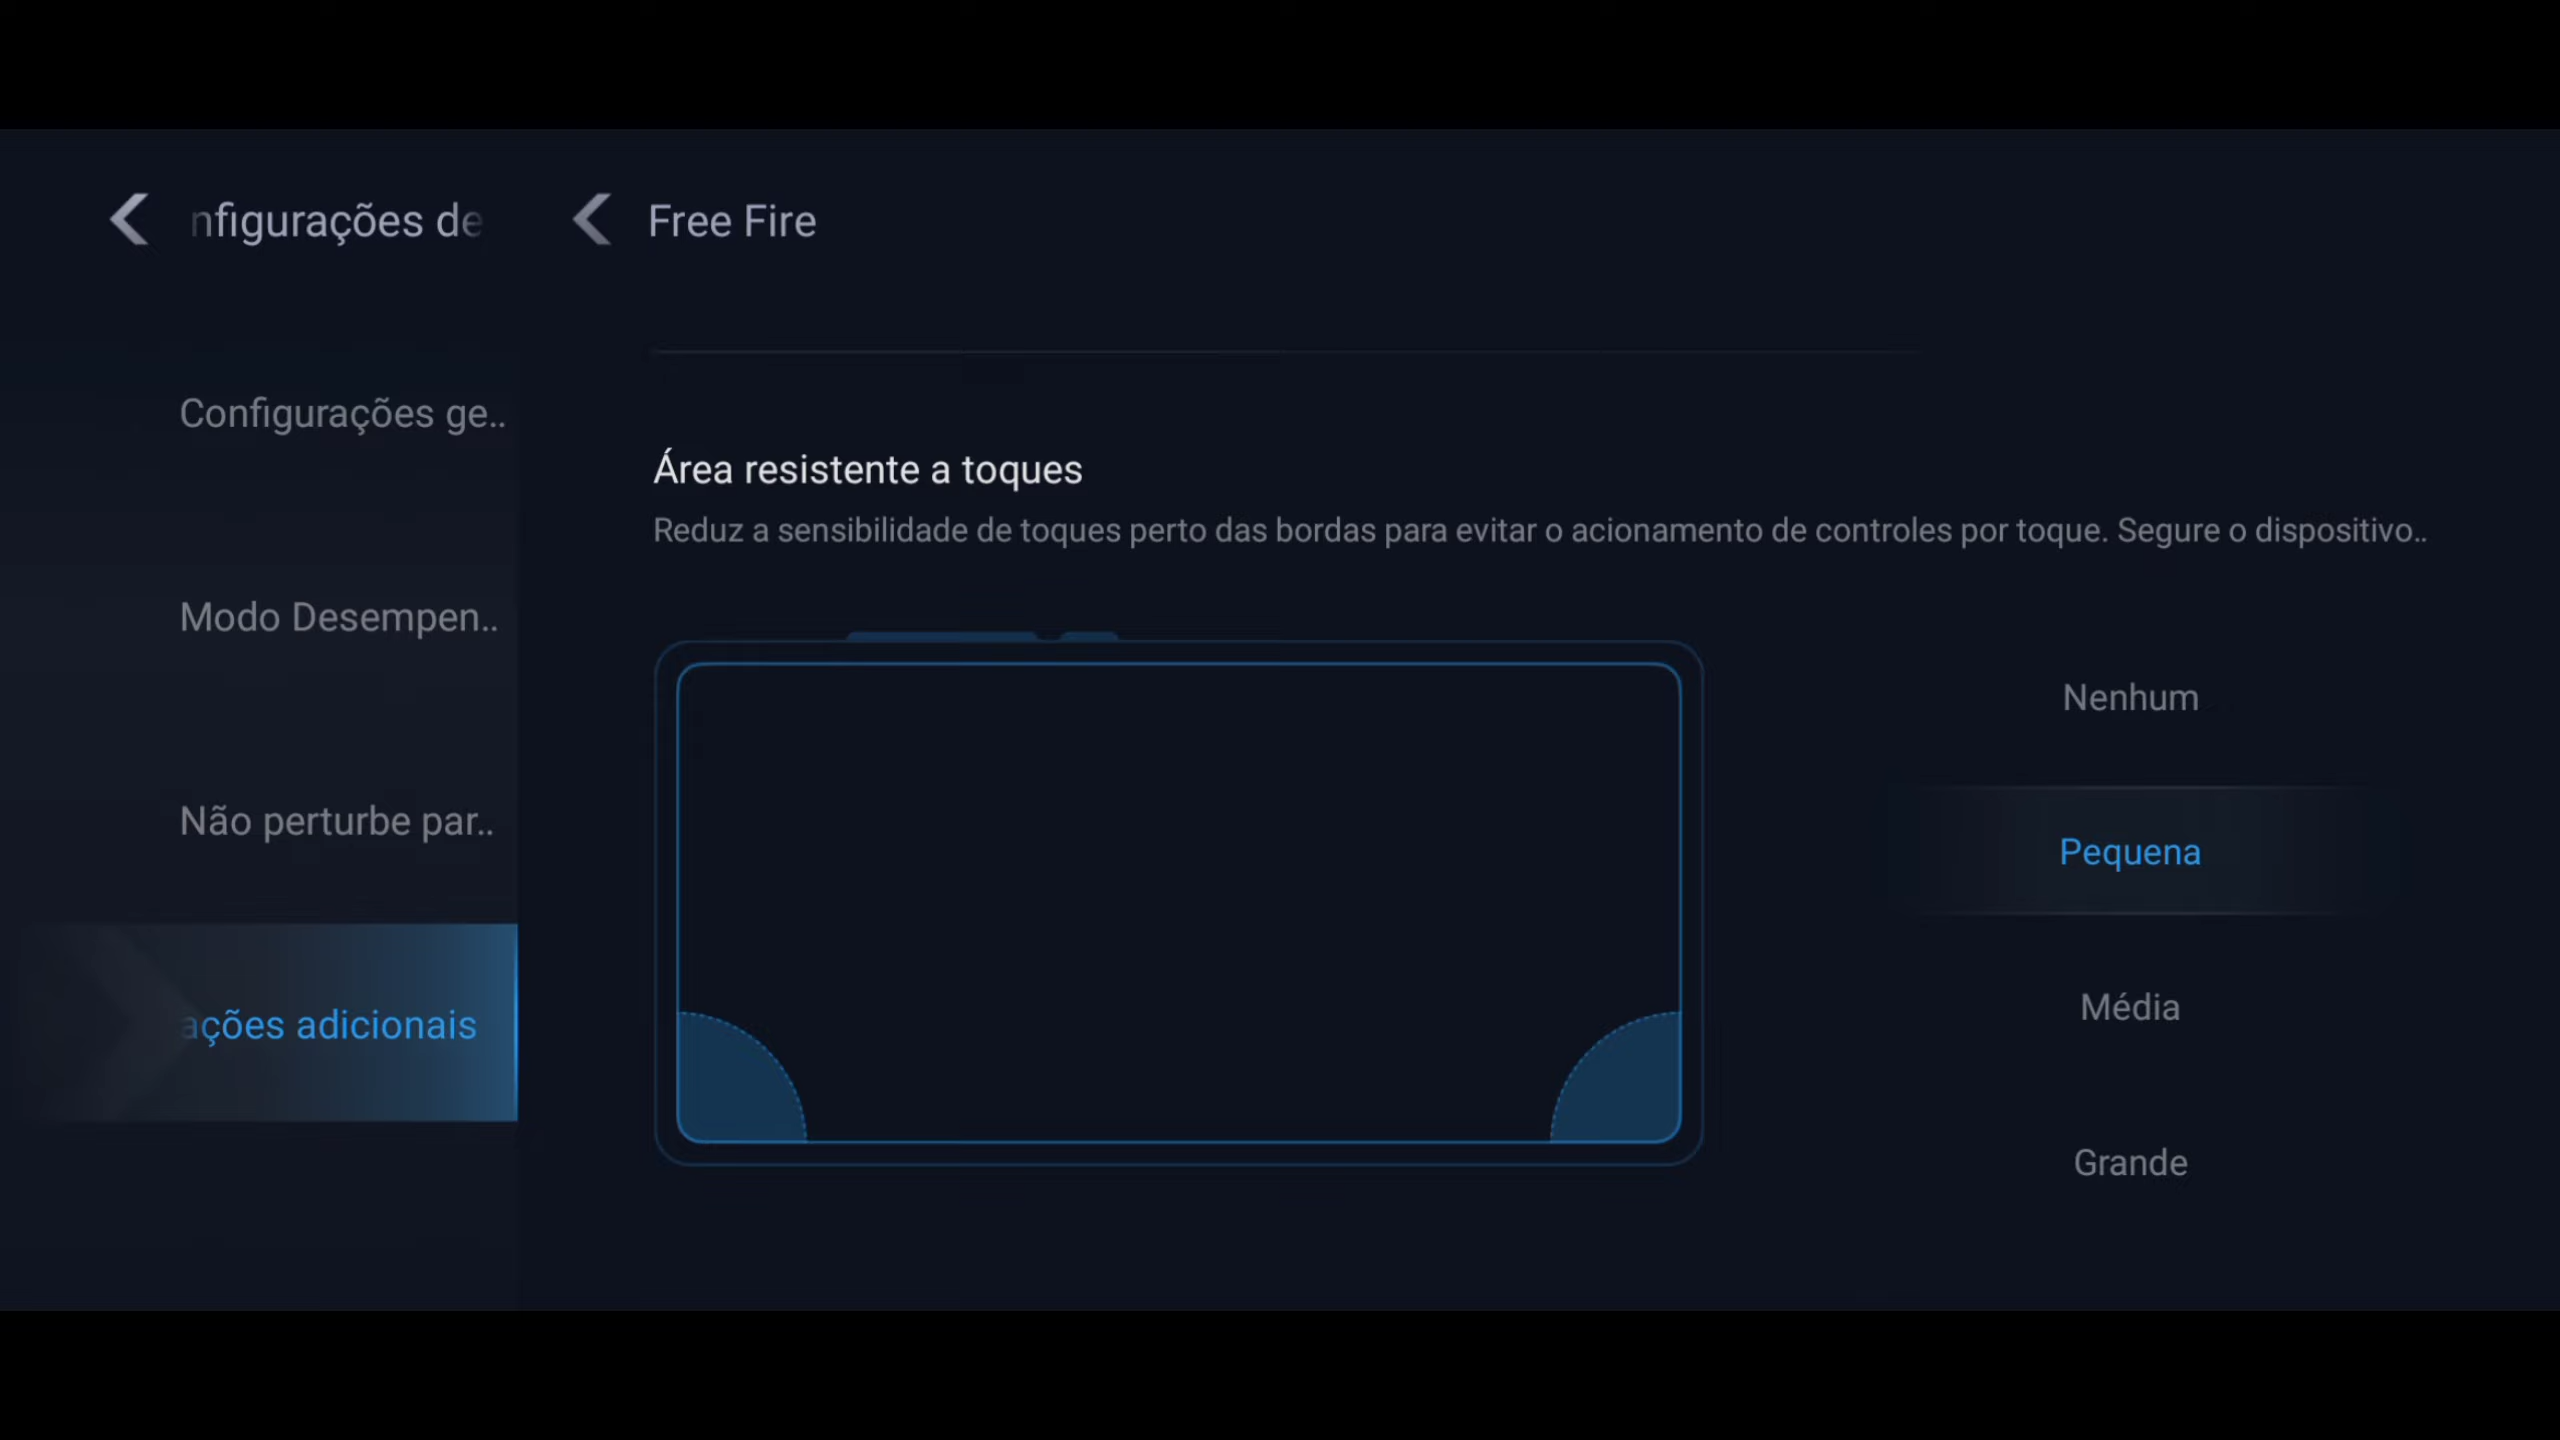 nfigurações de
Free Fire
Configurações ge..
Modo Desempen..
Não perturbe par..
ações adicionais
Área resistente a toques
Reduz a sensibilidade de toques perto das bordas para evitar o acionamento de controles por toque. Segure o dispositivo..
Nenhum
Pequena
Média
Grande